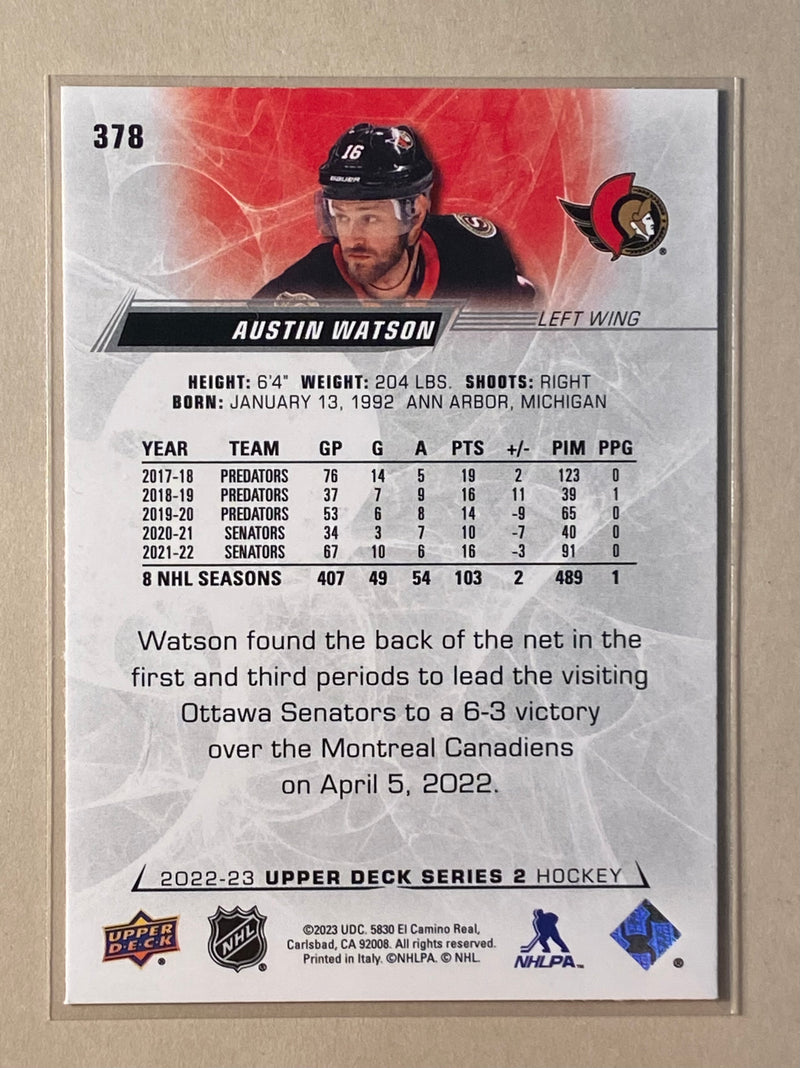 378
16
BAUER
AUSTIN WATSON
LEFT WING
HEIGHT: 6'4" WEIGHT: 204 LBS. SHOOTS: RIGHT
BORN: JANUARY 13, 1992 ANN ARBOR, MICHIGAN
YEAR TEAM GP G A PTS +/- PIM PPG
2017-18 PREDATORS 76 14 5 19 2 123 0
2018-19 PREDATORS 37 7 9 16 11 39 1
2019-20 PREDATORS 53 6 8 14 -9 65 0
2020-21 SENATORS 34 3 7 10 -7 40 0
2021-22 SENATORS 67 10 6 16 -3 91 0
8 NHL SEASONS 407 49 54 103 2 489 1
Watson found the back of the net in the
first and third periods to lead the visiting
Ottawa Senators to a 6-3 victory
over the Montreal Canadiens
on April 5, 2022.
2022-23 UPPER DECK SERIES 2 HOCKEY
UPPER
DECK
®
NHL
®
©2023 UDC. 5830 El Camino Real,
Carlsbad, CA 92008. All rights reserved.
Printed in Italy. ©NHLPA. © NHL.
NHLPA™
®